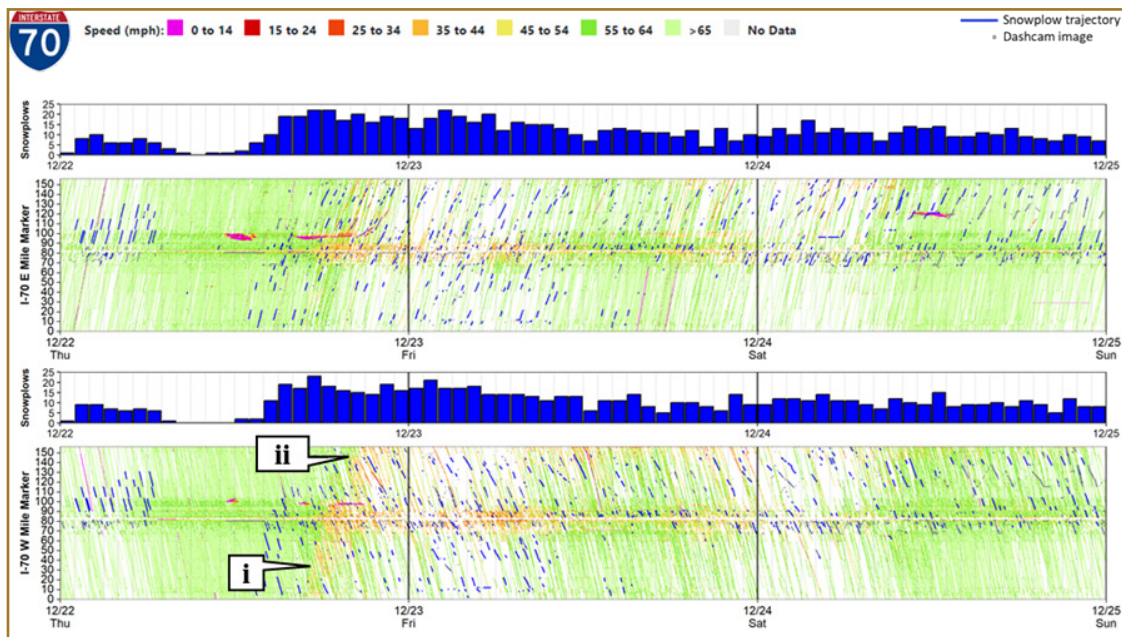 INTERSTATE
70
Speed (mph): 0 to 14 15 to 24 25 to 34 35 to 44 45 to 54 55 to 64 >65 No Data
Snowplow trajectory
Dashcam image
Snowplows
25
20
15
10
5
0
12/22 12/23 12/24 12/25
I-70 E Mile Marker
150
140
130
120
110
100
90
80
70
60
50
40
30
20
10
0
12/22 12/23 12/24 12/25
Thu Fri Sat Sun
Snowplows
25
20
15
10
5
0
12/22 12/23 12/24 12/25
I-70 W Mile Marker
150
140
130
120
110
100
90
80
70
60
50
40
30
20
10
0
ii
i
12/22 12/23 12/24 12/25
Thu Fri Sat Sun